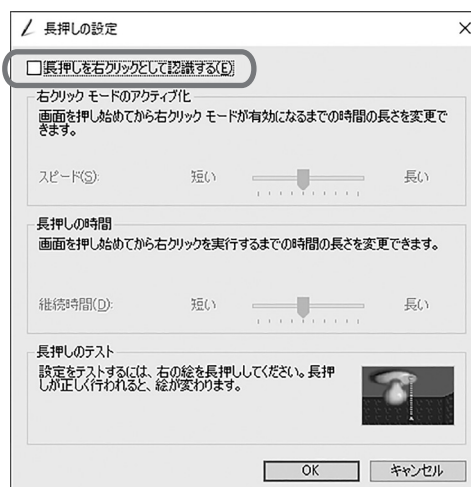 長押しの設定
長押しを右クリックとして認識する(E)
右クリック モードのアクティブ化
画面を押し始めてから右クリック モードが有効になるまでの時間の長さを変更で
きます。
スピード(S): 短い 長い
長押しの時間
画面を押し始めてから右クリックを実行するまでの時間の長さを変更できます。
継続時間(D): 短い 長い
長押しのテスト
設定をテストするには、右の絵を長押ししてください。長押
しが正しく行われると、絵が変わります。
OK キャンセル